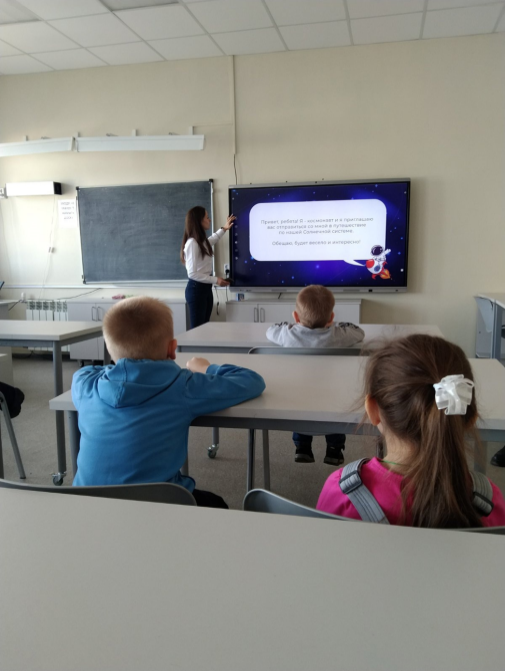 Привет, ребята! Я - космонавт и я приглашаю
вас отправиться со мной в путешествие
по нашей Солнечной системе.
Обещаю, будет весело и интересно!